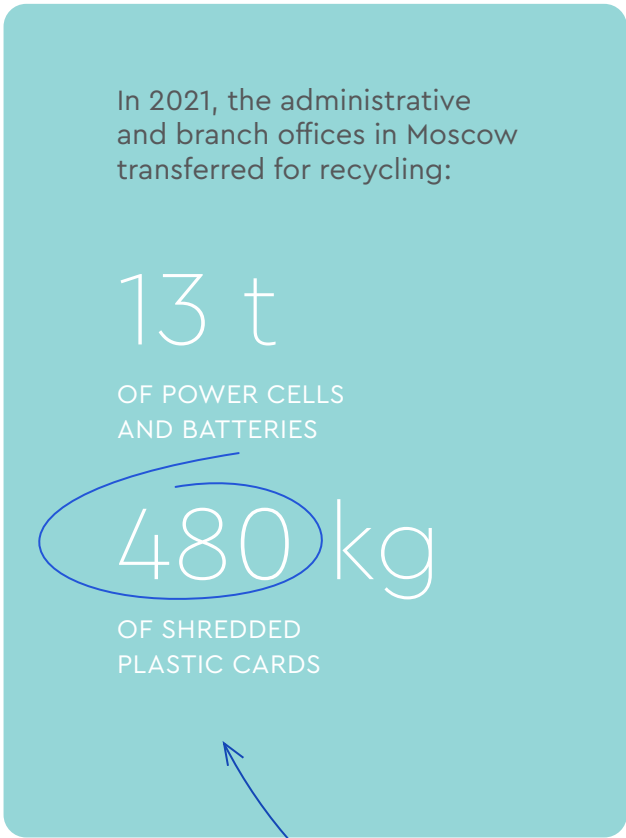 In 2021, the administrative
and branch offices in Moscow
transferred for recycling:
13 t
OF POWER CELLS
AND BATTERIES
480 kg
OF SHREDDED
PLASTIC CARDS